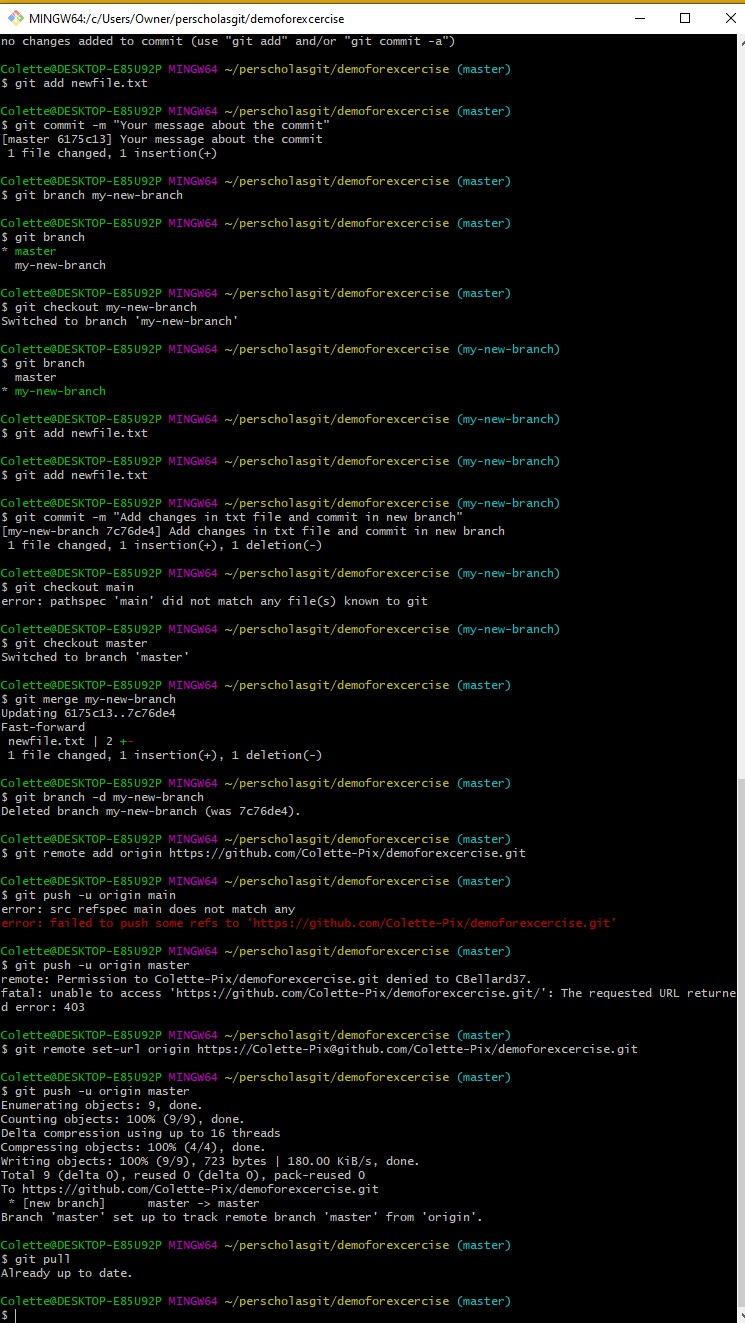 MINGW64:/c/Users/Owner/perscholasgit/demoforexcercise
no changes added to commit (use "git add" and/or "git commit -a")
Colette@DESKTOP-E85U92P MINGW64 ~/perscholasgit/demoforexcercise (master)
$ git add newfile.txt
Colette@DESKTOP-E85U92P MINGW64 ~/perscholasgit/demoforexcercise (master)
$ git commit -m "Your message about the commit"
[master 6175c13] Your message about the commit
1 file changed, 1 insertion(+)
Colette@DESKTOP-E85U92P MINGW64 ~/perscholasgit/demoforexcercise (master)
$ git branch my-new-branch
Colette@DESKTOP-E85U92P MINGW64 ~/perscholasgit/demoforexcercise (master)
$ git branch
* master
my-new-branch
Colette@DESKTOP-E85U92P MINGW64 ~/perscholasgit/demoforexcercise (master)
$ git checkout my-new-branch
Switched to branch 'my-new-branch'
Colette@DESKTOP-E85U92P MINGW64 ~/perscholasgit/demoforexcercise (my-new-branch)
$ git branch
master
* my-new-branch
Colette@DESKTOP-E85U92P MINGW64 ~/perscholasgit/demoforexcercise (my-new-branch)
$ git add newfile.txt
Colette@DESKTOP-E85U92P MINGW64 ~/perscholasgit/demoforexcercise (my-new-branch)
$ git add newfile.txt
Colette@DESKTOP-E85U92P MINGW64 ~/perscholasgit/demoforexcercise (my-new-branch)
$ git commit -m "Add changes in txt file and commit in new branch"
[my-new-branch 7c76de4] Add changes in txt file and commit in new branch
1 file changed, 1 insertion(+), 1 deletion(-)
Colette@DESKTOP-E85U92P MINGW64 ~/perscholasgit/demoforexcercise (my-new-branch)
$ git checkout main
error: pathspec 'main' did not match any file(s) known to git
Colette@DESKTOP-E85U92P MINGW64 ~/perscholasgit/demoforexcercise (my-new-branch)
$ git checkout master
Switched to branch 'master'
Colette@DESKTOP-E85U92P MINGW64 ~/perscholasgit/demoforexcercise (master)
$ git merge my-new-branch
Updating 6175c13..7c76de4
Fast-forward
newfile.txt | 2 +-
1 file changed, 1 insertion(+), 1 deletion(-)
Colette@DESKTOP-E85U92P MINGW64 ~/perscholasgit/demoforexcercise (master)
$ git branch -d my-new-branch
Deleted branch my-new-branch (was 7c76de4).
Colette@DESKTOP-E85U92P MINGW64 ~/perscholasgit/demoforexcercise (master)
$ git remote add origin https://github.com/Colette-Pix/demoforexcercise.git
Colette@DESKTOP-E85U92P MINGW64 ~/perscholasgit/demoforexcercise (master)
$ git push -u origin main
error: src refspec main does not match any
error: failed to push some refs to 'https://github.com/Colette-Pix/demoforexcercise.git'
Colette@DESKTOP-E85U92P MINGW64 ~/perscholasgit/demoforexcercise (master)
$ git push -u origin master
remote: Permission to Colette-Pix/demoforexcercise.git denied to CBellard37.
fatal: unable to access 'https://github.com/Colette-Pix/demoforexcercise.git/': The requested URL returne
d error: 403
Colette@DESKTOP-E85U92P MINGW64 ~/perscholasgit/demoforexcercise (master)
$ git remote set-url origin https://Colette-Pix@github.com/Colette-Pix/demoforexcercise.git
Colette@DESKTOP-E85U92P MINGW64 ~/perscholasgit/demoforexcercise (master)
$ git push -u origin master
Enumerating objects: 9, done.
Counting objects: 100% (9/9), done.
Delta compression using up to 16 threads
Compressing objects: 100% (4/4), done.
Writing objects: 100% (9/9), 723 bytes | 180.00 KiB/s, done.
Total 9 (delta 0), reused 0 (delta 0), pack-reused 0
To https://github.com/Colette-Pix/demoforexcercise.git
* [new branch]      master -> master
Branch 'master' set up to track remote branch 'master' from 'origin'.
Colette@DESKTOP-E85U92P MINGW64 ~/perscholasgit/demoforexcercise (master)
$ git pull
Already up to date.
Colette@DESKTOP-E85U92P MINGW64 ~/perscholasgit/demoforexcercise (master)
$